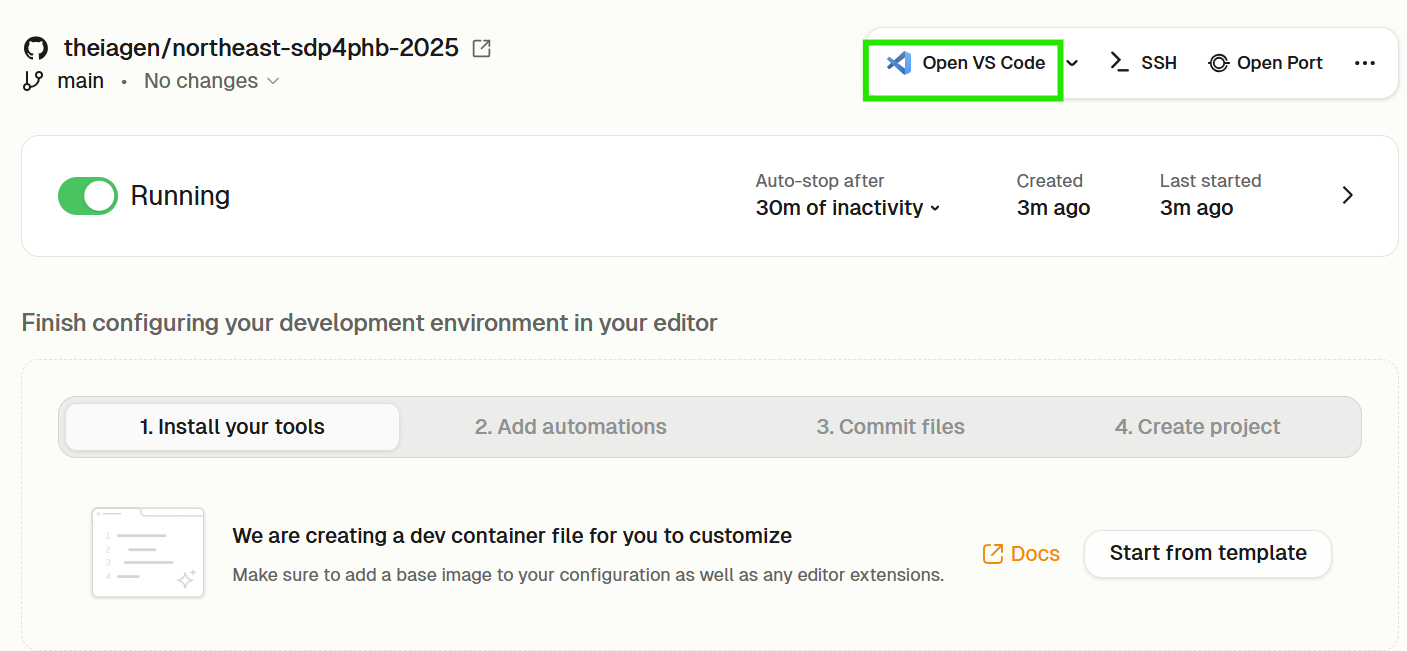 theiagen/northeast-sdp4phb-2025
main • No changes
Open VS Code
SSH
Open Port
Running
Auto-stop after
30m of inactivity
Created
3m ago
Last started
3m ago
Finish configuring your development environment in your editor
1. Install your tools
2. Add automations
3. Commit files
4. Create project
1
2
3
4
We are creating a dev container file for you to customize
Make sure to add a base image to your configuration as well as any editor extensions.
Docs
Start from template